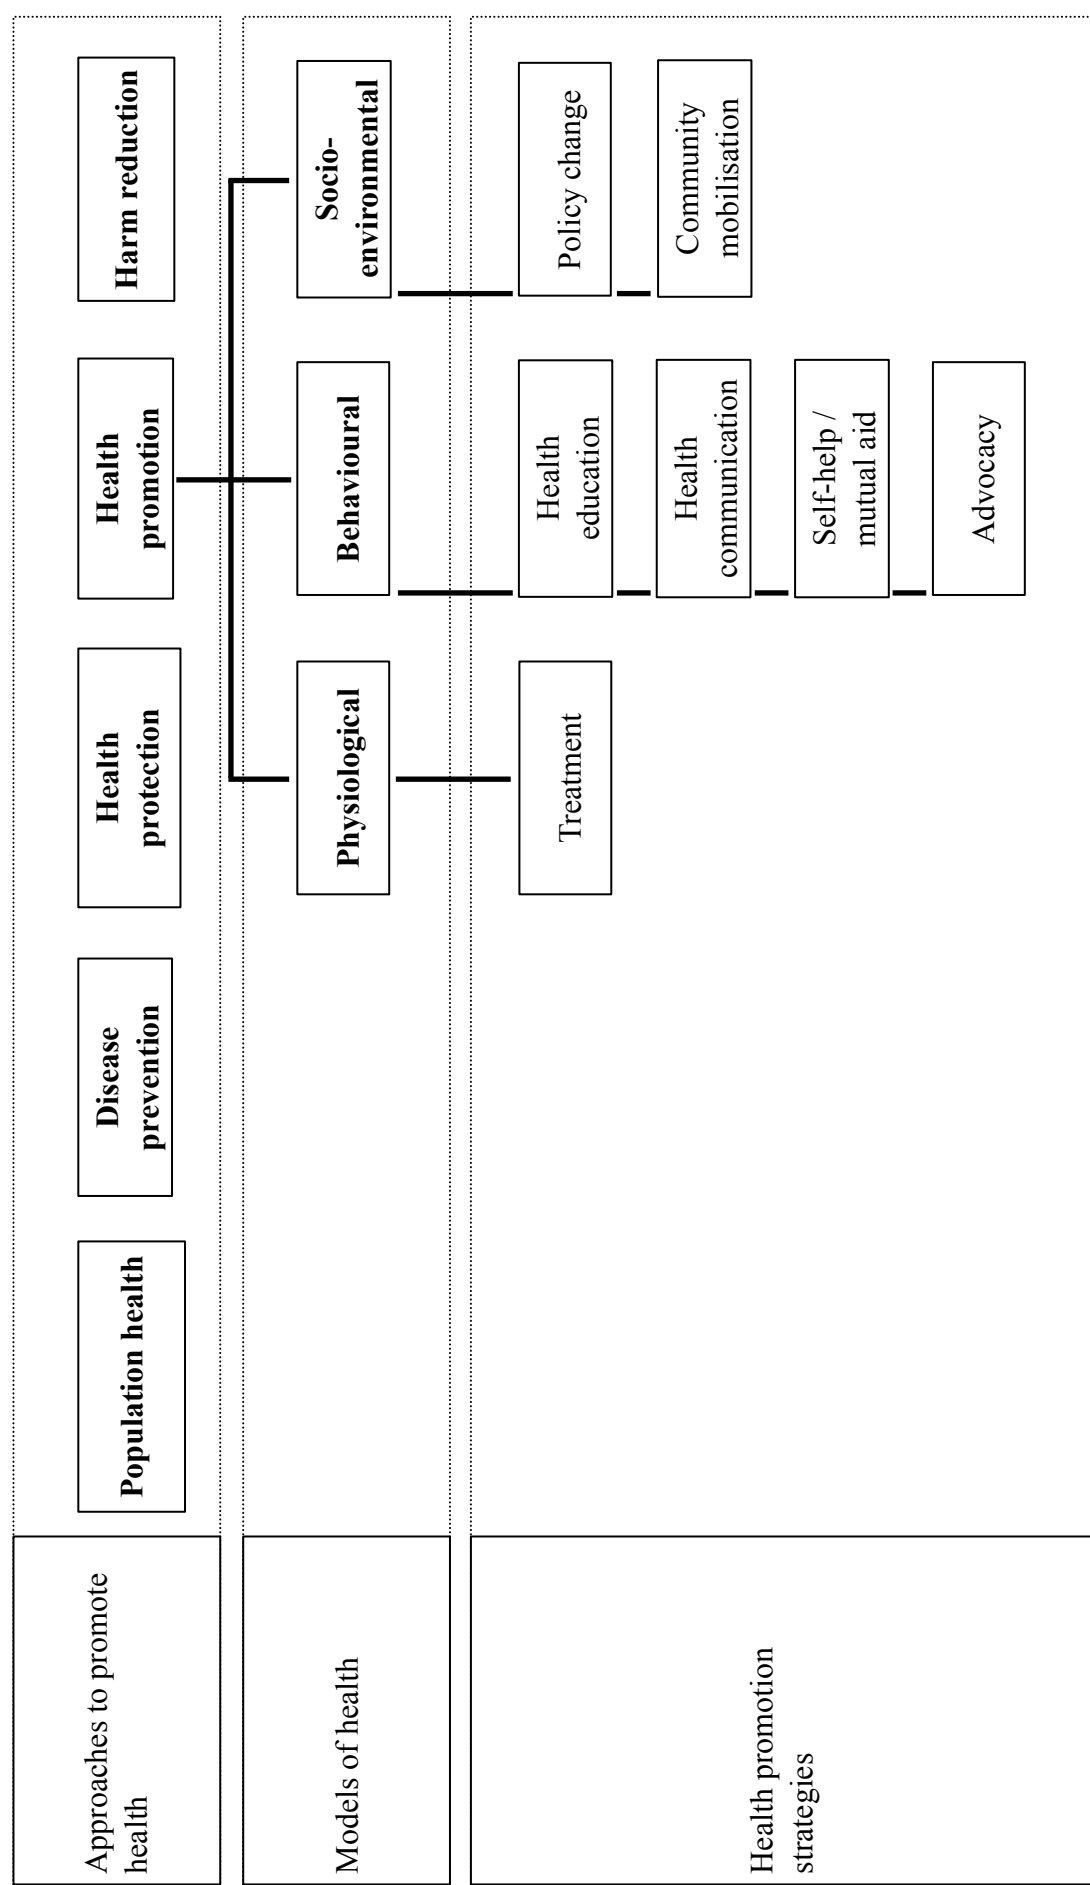 Approaches to promote
health
Population health
Disease
prevention
Health
protection
Health
promotion
Harm reduction
Models of health
Physiological
Behavioural
Socio-
environmental
Health promotion
strategies
Treatment
Health
education
Policy change
Health
communication
Community
mobilisation
Self-help /
mutual aid
Advocacy